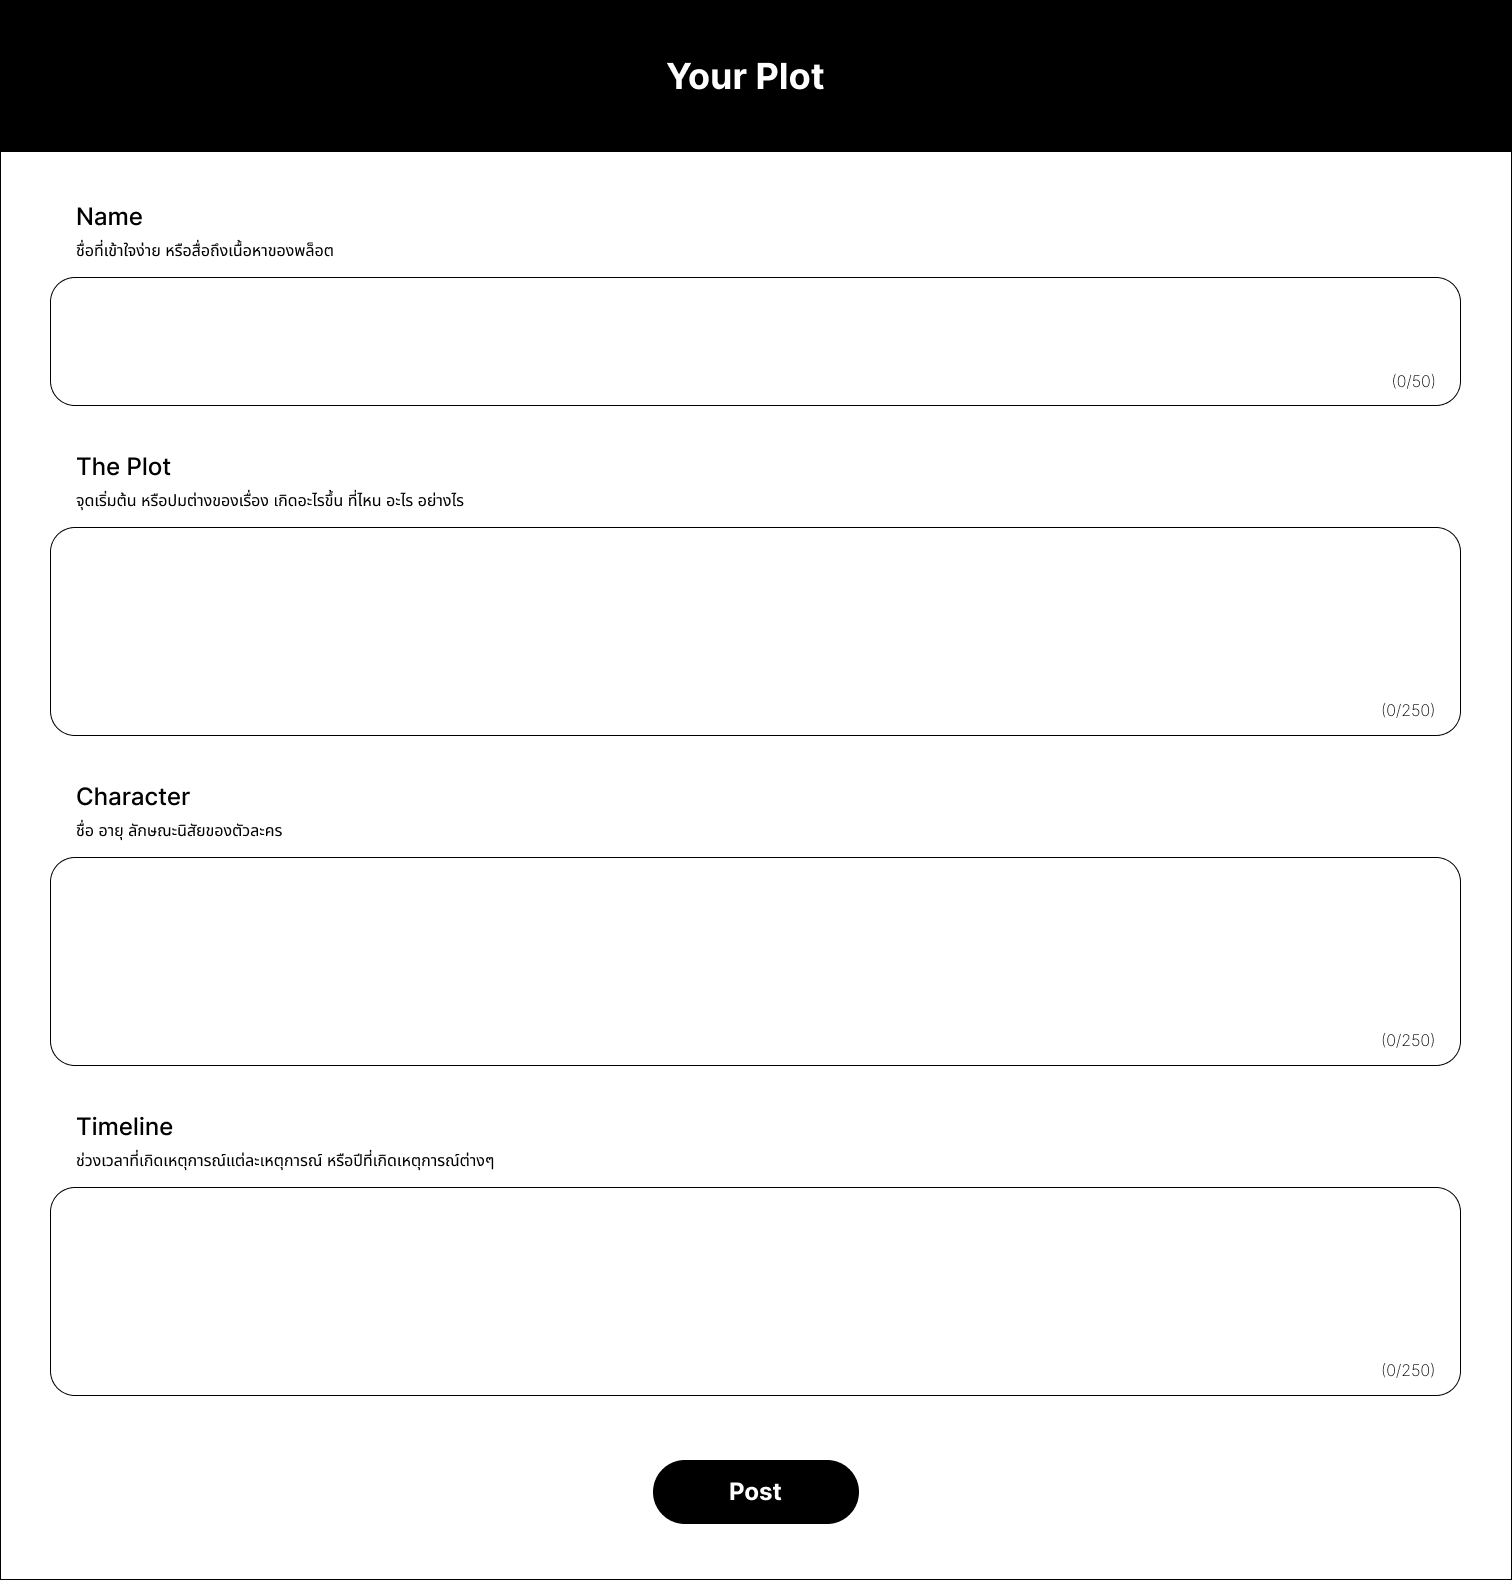 Your Plot
Name
ชื่อที่เข้าใจง่าย หรือสื่อถึงเนื้อหาของพล็อต
(0/50)
The Plot
จุดเริ่มต้น หรือปมต่างของเรื่อง เกิดอะไรขึ้น ที่ไหน อะไร อย่างไร
(0/250)
Character
ชื่อ อายุ ลักษณะนิสัยของตัวละคร
(0/250)
Timeline
ช่วงเวลาที่เกิดเหตุการณ์แต่ละเหตุการณ์ หรือปีที่เกิดเหตุการณ์ต่างๆ
(0/250)
Post